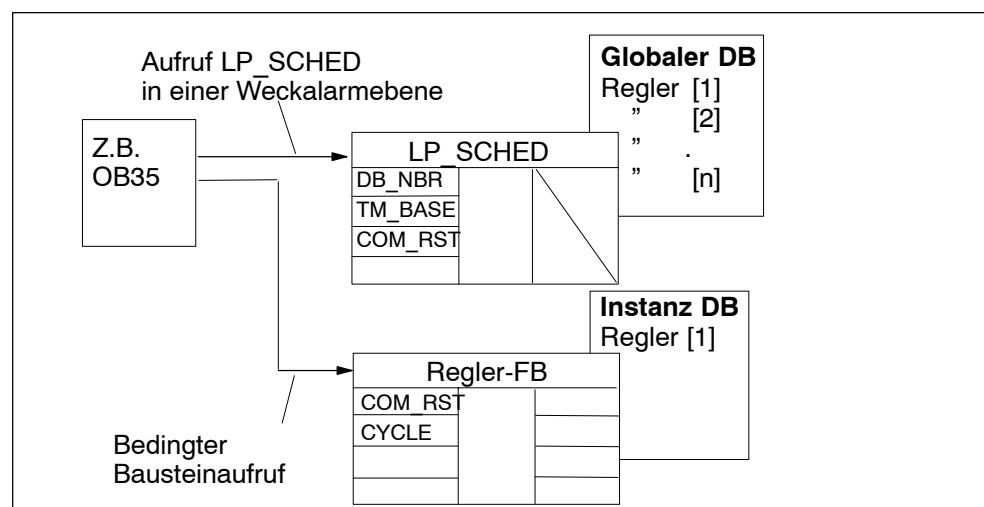 Aufruf LP_SCHED
in einer Weckalarmebene
Z.B.
OB35
LP_SCHED
DB_NBR
TM_BASE
COM_RST
Globaler DB
Regler [1]
" [2]
" .
" [n]
Instanz DB
Regler [1]
Regler-FB
COM_RST
CYCLE
Bedingter
Bausteinaufruf